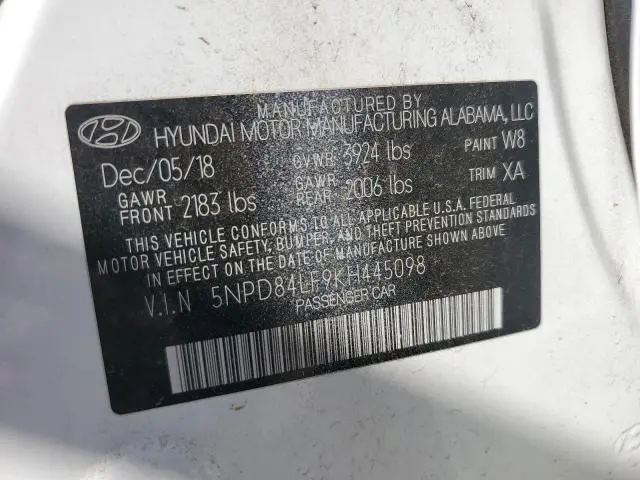 MANUFACTURED BY
HYUNDAI MOTOR MANUFACTURING ALABAMA, LLC
Dec/05/18 GVWR 3924 lbs PAINT W8
GAWR FRONT 2183 lbs GAWR REAR 2006 lbs TRIM XA
THIS VEHICLE CONFORMS TO ALL APPLICABLE U.S.A. FEDERAL
MOTOR VEHICLE SAFETY, BUMPER, AND THEFT PREVENTION STANDARDS
IN EFFECT ON THE DATE OF MANUFACTURE SHOWN ABOVE.
V.I.N 5NPD84LF9KH445098
PASSENGER CAR